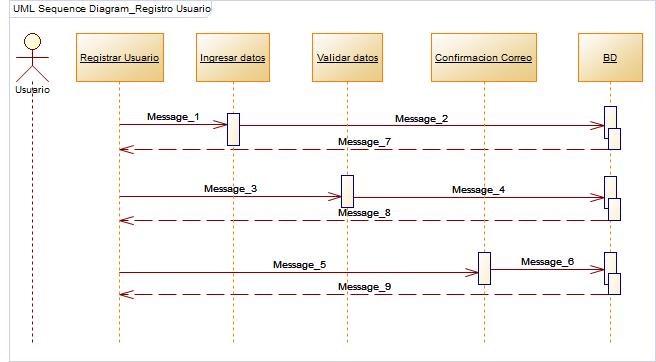 UML Sequence Diagram_Registro Usuario
Registrar Usuario
Ingresar datos
Validar datos
Confirmacion Correo
BD
Usuario
Message_1
Message_2
Message_7
Message_3
Message_4
Message_8
Message_5
Message_6
Message_9